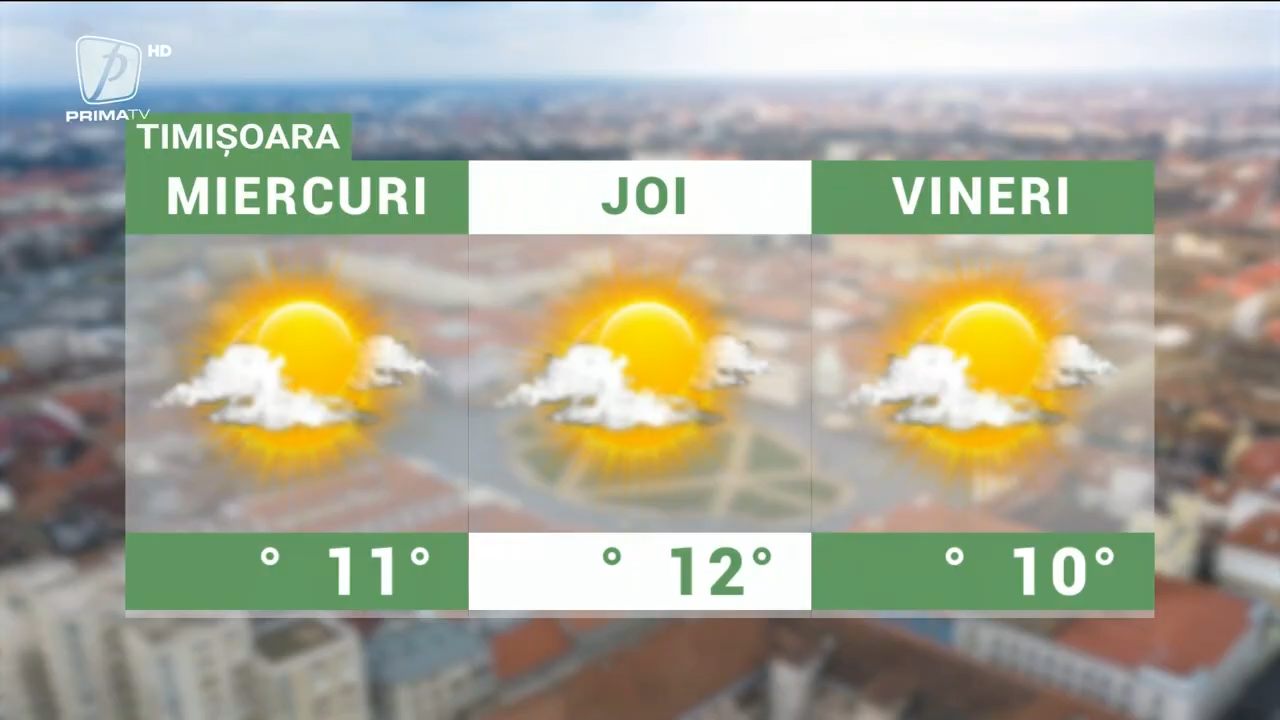 HD
PRIMATV
TIMIȘOARA
MIERCURI JOI VINERI
° 11° ° 12° ° 10°